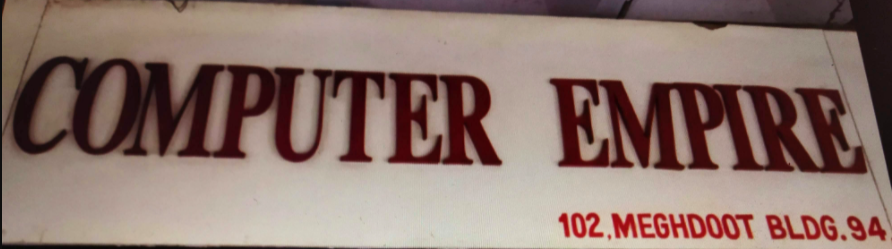 COMPUTER EMPIRE
102,MEGHDOOT BLDG.94